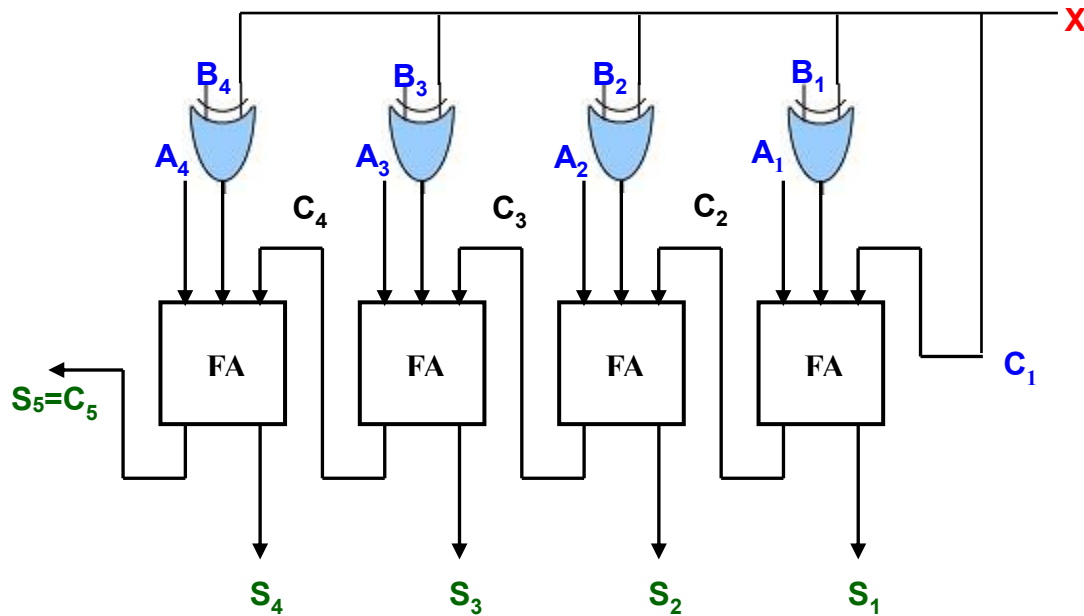 X
B4 B3 B2 B1
A4 A3 A2 A1
C4 C3 C2
FA FA FA FA
S5=C5 C1
S4 S3 S2 S1